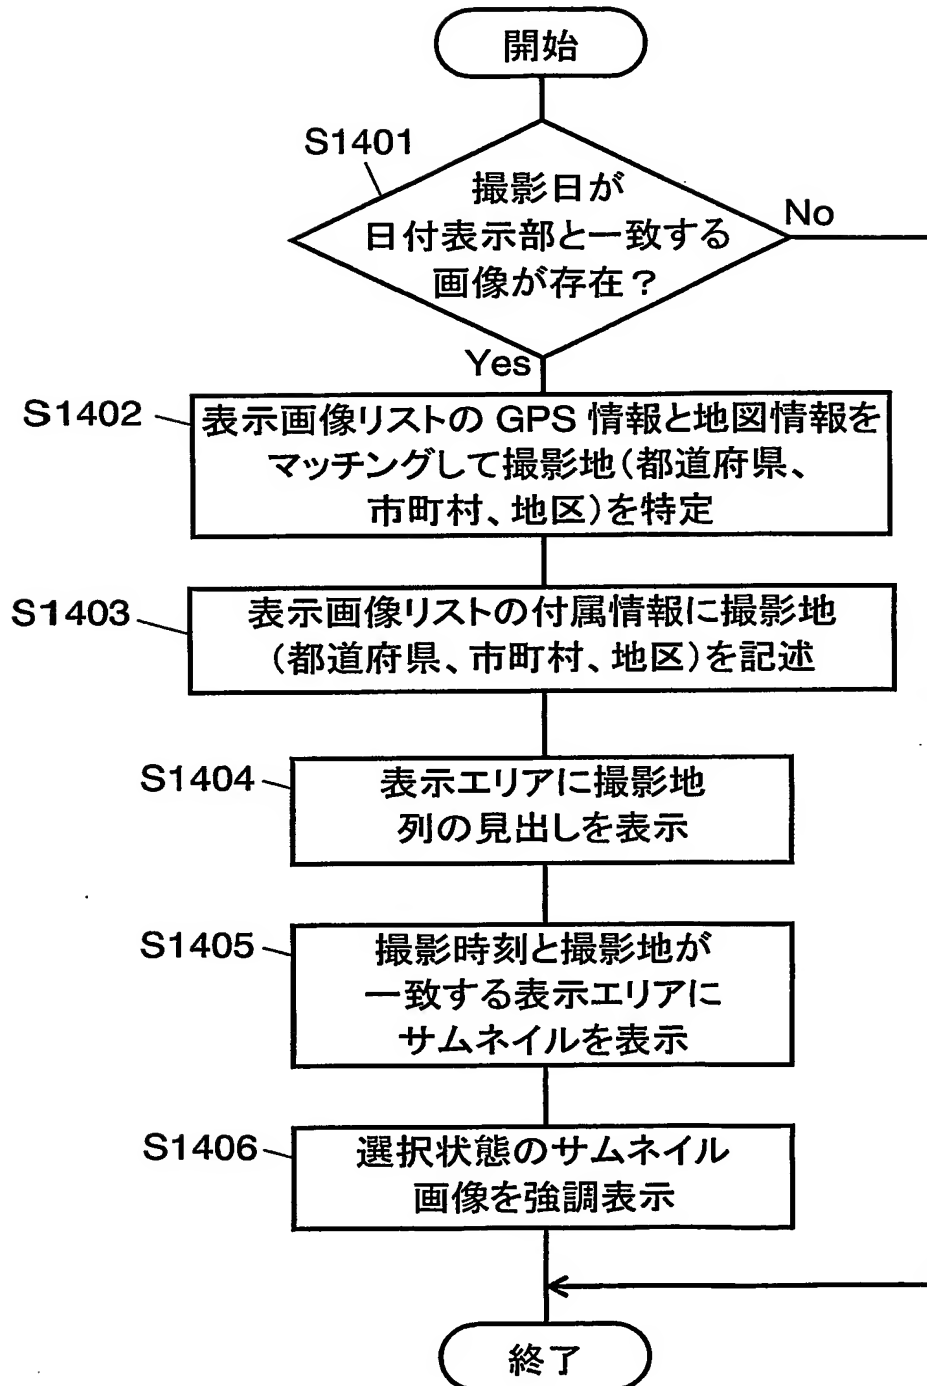 開始
S1401
撮影日が
日付表示部と一致する
画像が存在?
No
Yes
S1402
表示画像リストの GPS 情報と地図情報を
マッチングして撮影地(都道府県、
市町村、地区)を特定
S1403
表示画像リストの付属情報に撮影地
(都道府県、市町村、地区)を記述
S1404
表示エリアに撮影地
列の見出しを表示
S1405
撮影時刻と撮影地が
一致する表示エリアに
サムネイルを表示
S1406
選択状態のサムネイル
画像を強調表示
終了